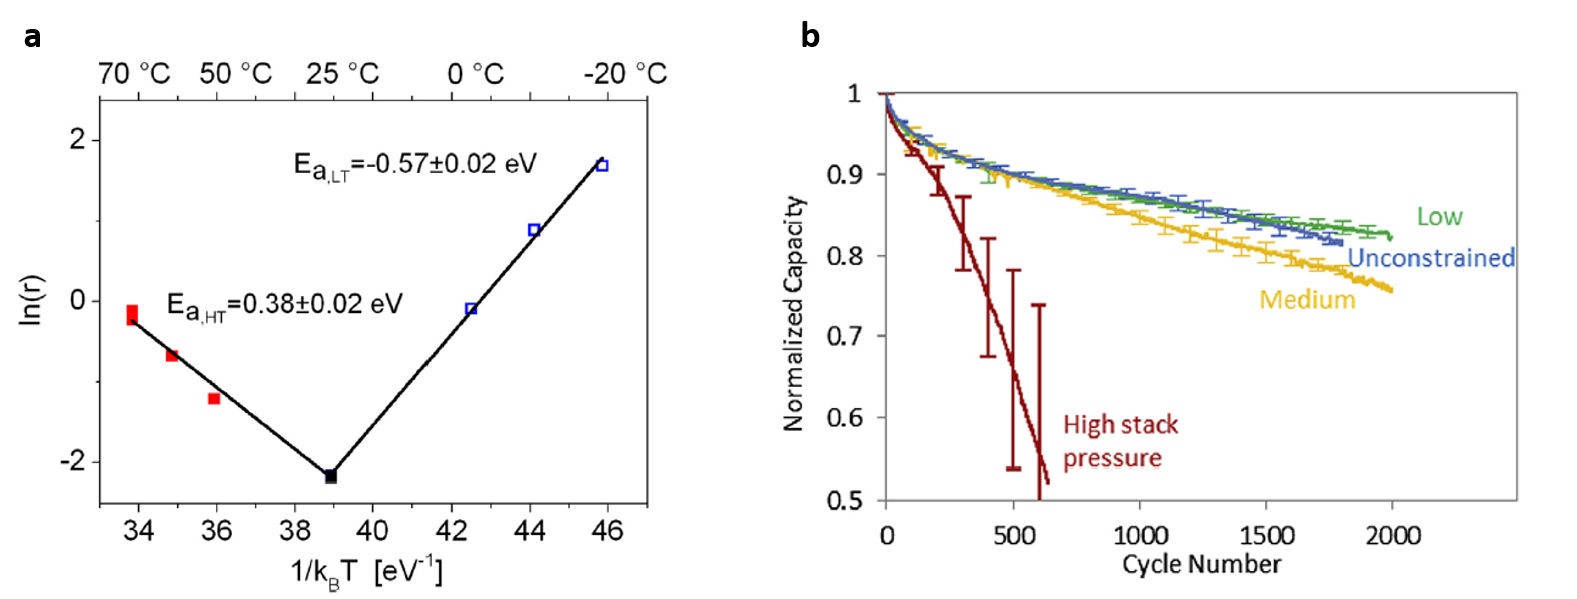 a
70 °C 50 °C 25 °C 0 °C -20 °C
2
0
-2
ln(r)
Ea,LT=-0.57±0.02 eV
Ea,HT=0.38±0.02 eV
34 36 38 40 42 44 46
1/kBT [eV-1]
b
1
0.9
0.8
0.7
0.6
0.5
Normalized Capacity
Low
Unconstrained
Medium
High stack
pressure
0 500 1000 1500 2000
Cycle Number